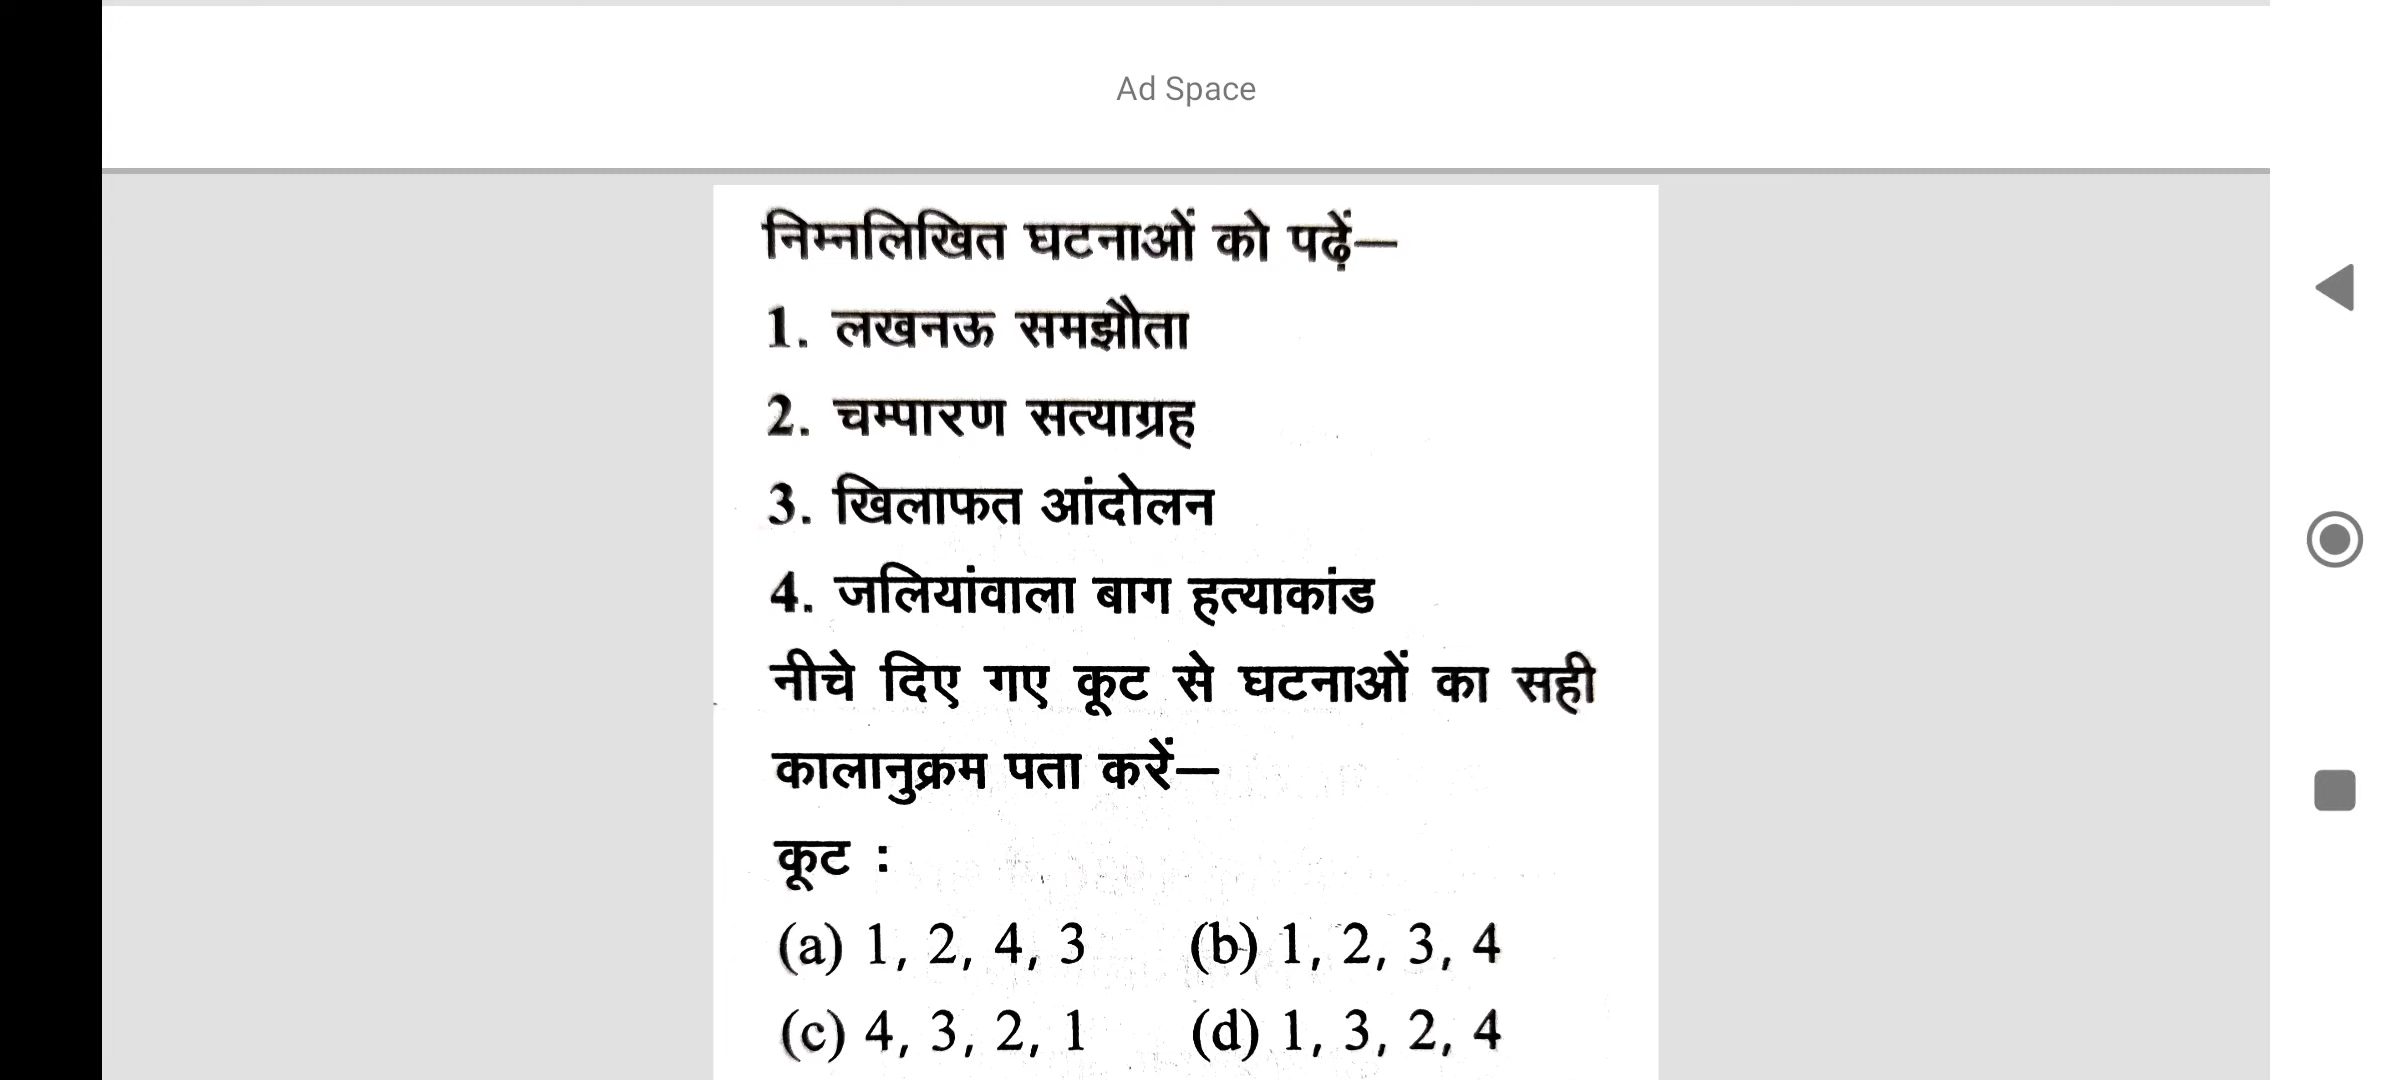 Ad Space
निम्नलिखित घटनाओं को पढ़ें—
1. लखनऊ समझौता
2. चम्पारण सत्याग्रह
3. खिलाफत आंदोलन
4. जलियांवाला बाग हत्याकांड
नीचे दिए गए कूट से घटनाओं का सही
कालानुक्रम पता करें—
कूट :
(a) 1, 2, 4, 3 (b) 1, 2, 3, 4
(c) 4, 3, 2, 1 (d) 1, 3, 2, 4